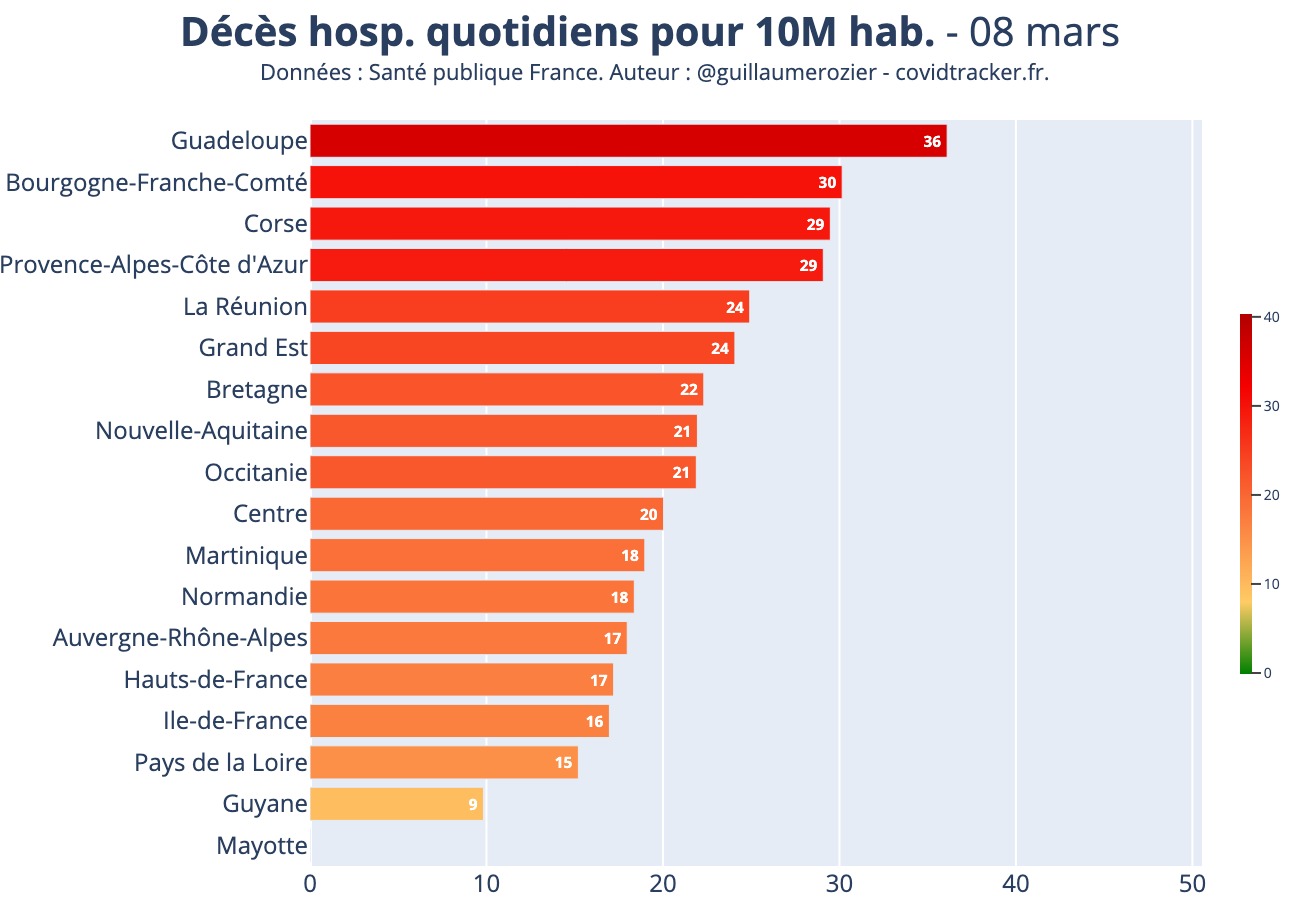 Décès hosp. quotidiens pour 10M hab. - 08 mars
Données : Santé publique France. Auteur : @guillaumerozier - covidtracker.fr.
Guadeloupe 36
Bourgogne-Franche-Comté 30
Corse 29
Provence-Alpes-Côte d'Azur 29
La Réunion 24
Grand Est 24
Bretagne 22
Nouvelle-Aquitaine 21
Occitanie 21
Centre 20
Martinique 18
Normandie 18
Auvergne-Rhône-Alpes 17
Hauts-de-France 17
Ile-de-France 16
Pays de la Loire 15
Guyane 9
Mayotte
0 10 20 30 40 50
40
30
20
10
0